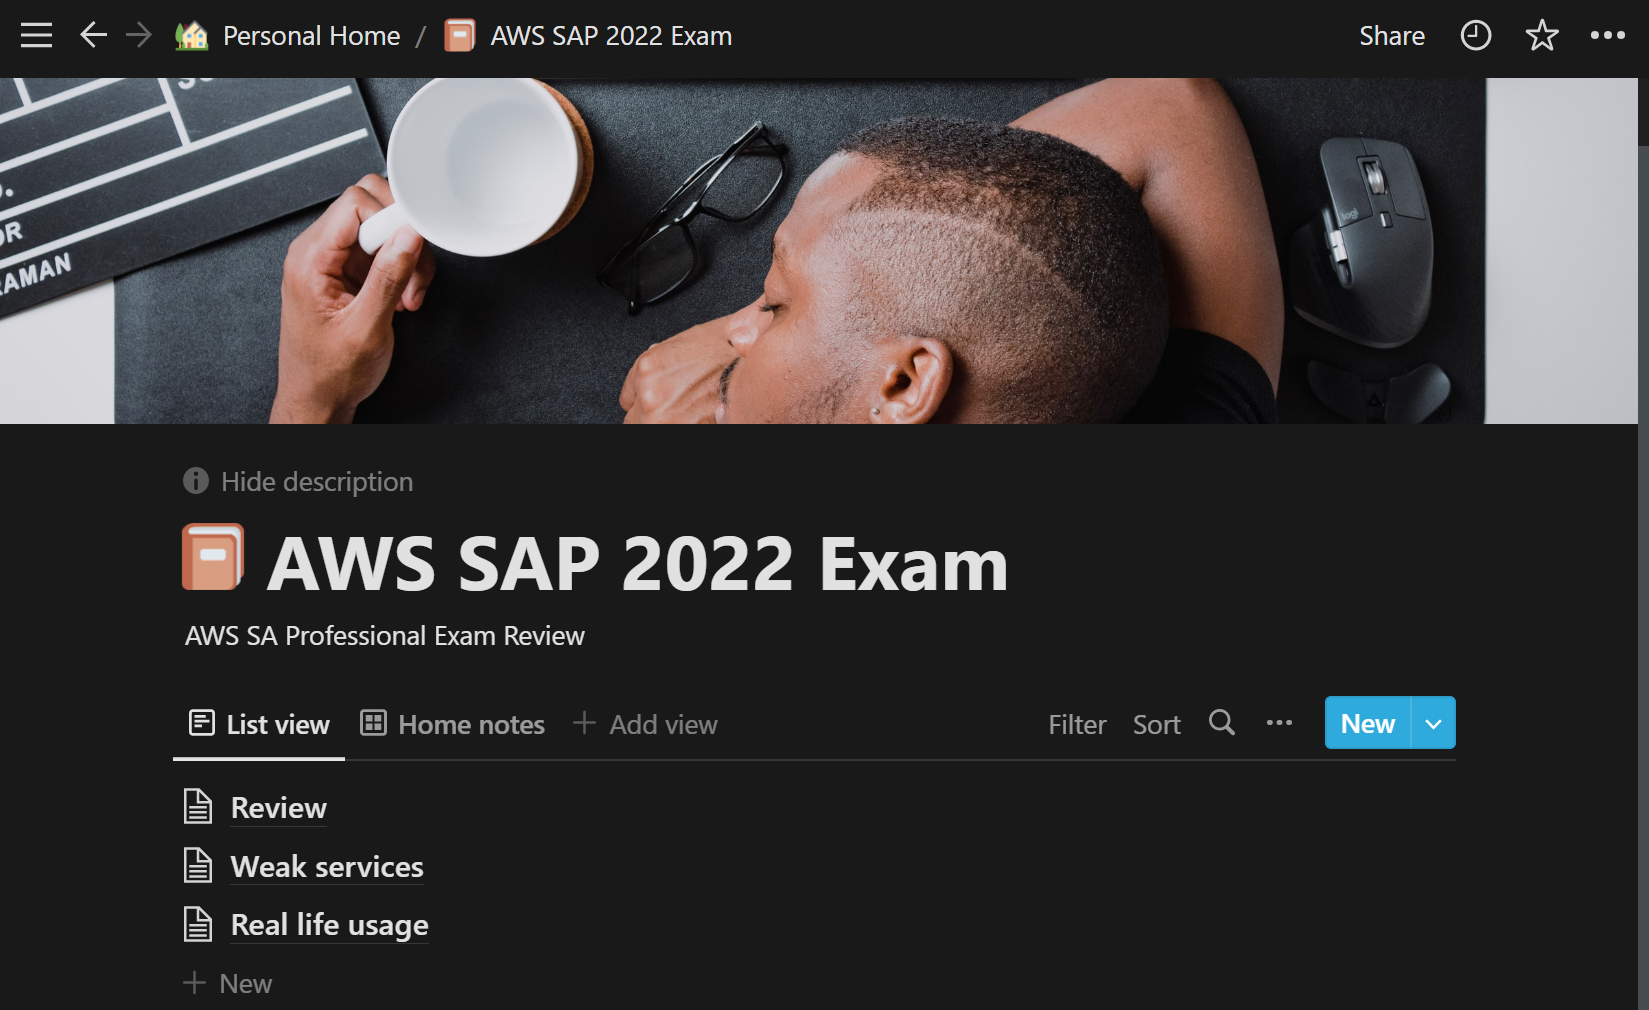 Personal Home / AWS SAP 2022 Exam
Share
OR
RAMAN
logi
Hide description
AWS SAP 2022 Exam
AWS SA Professional Exam Review
List view Home notes + Add view Filter Sort New
Review
Weak services
Real life usage
+ New